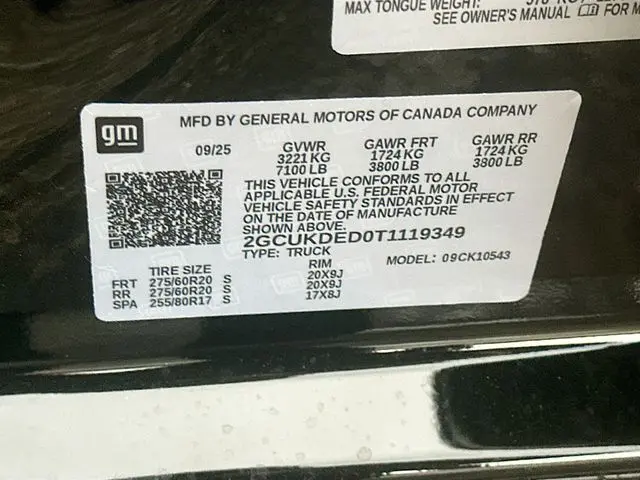 MAX TONGUE WEIGHT:
SEE OWNER'S MANUAL FOR M
gm
MFD BY GENERAL MOTORS OF CANADA COMPANY
09/25 GVWR GAWR FRT GAWR RR
3221 KG 1724 KG 1724 KG
7100 LB 3800 LB 3800 LB
THIS VEHICLE CONFORMS TO ALL
APPLICABLE U.S. FEDERAL MOTOR
VEHICLE SAFETY STANDARDS IN EFFECT
ON THE DATE OF MANUFACTURE
SHOWN ABOVE.
2GCUKDED0T1119349
TYPE: TRUCK MODEL: 09CK10543
TIRE SIZE RIM
FRT 275/60R20 S 20X9J
RR 275/60R20 S 20X9J
SPA 255/80R17 S 17X8J